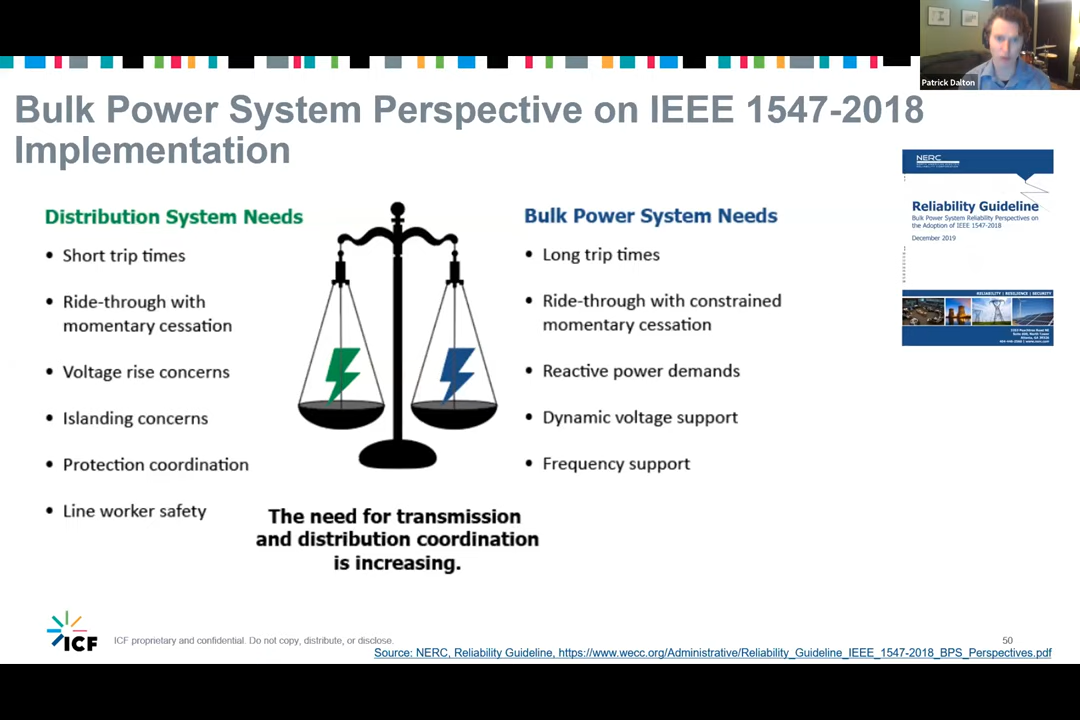 Patrick Dalton
Bulk Power System Perspective on IEEE 1547-2018
Implementation
Distribution System Needs
• Short trip times
• Ride-through with
momentary cessation
• Voltage rise concerns
• Islanding concerns
• Protection coordination
• Line worker safety
Bulk Power System Needs
• Long trip times
• Ride-through with constrained
momentary cessation
• Reactive power demands
• Dynamic voltage support
• Frequency support
The need for transmission
and distribution coordination
is increasing.
NERC
Reliability Guideline
Bulk Power System Reliability Perspectives on
the Adoption of IEEE 1547-2018
December 2019
RELIABILITY | RESILIENCE | SECURITY
ICF
ICF proprietary and confidential. Do not copy, distribute, or disclose.
50
Source: NERC, Reliability Guideline, https://www.wecc.org/Administrative/Reliability_Guideline_IEEE_1547-2018_BPS_Perspectives.pdf